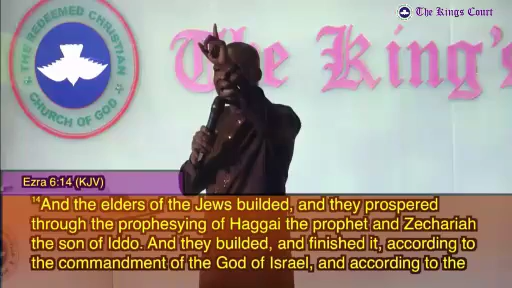 The Kings Court
THE REDEEMED CHRISTIAN
CHURCH OF GOD
The King's
Ezra 6:14 (KJV)
14And the elders of the Jews builded, and they prospered
through the prophesying of Haggai the prophet and Zechariah
the son of Iddo. And they builded, and finished it, according to
the commandment of the God of Israel, and according to the